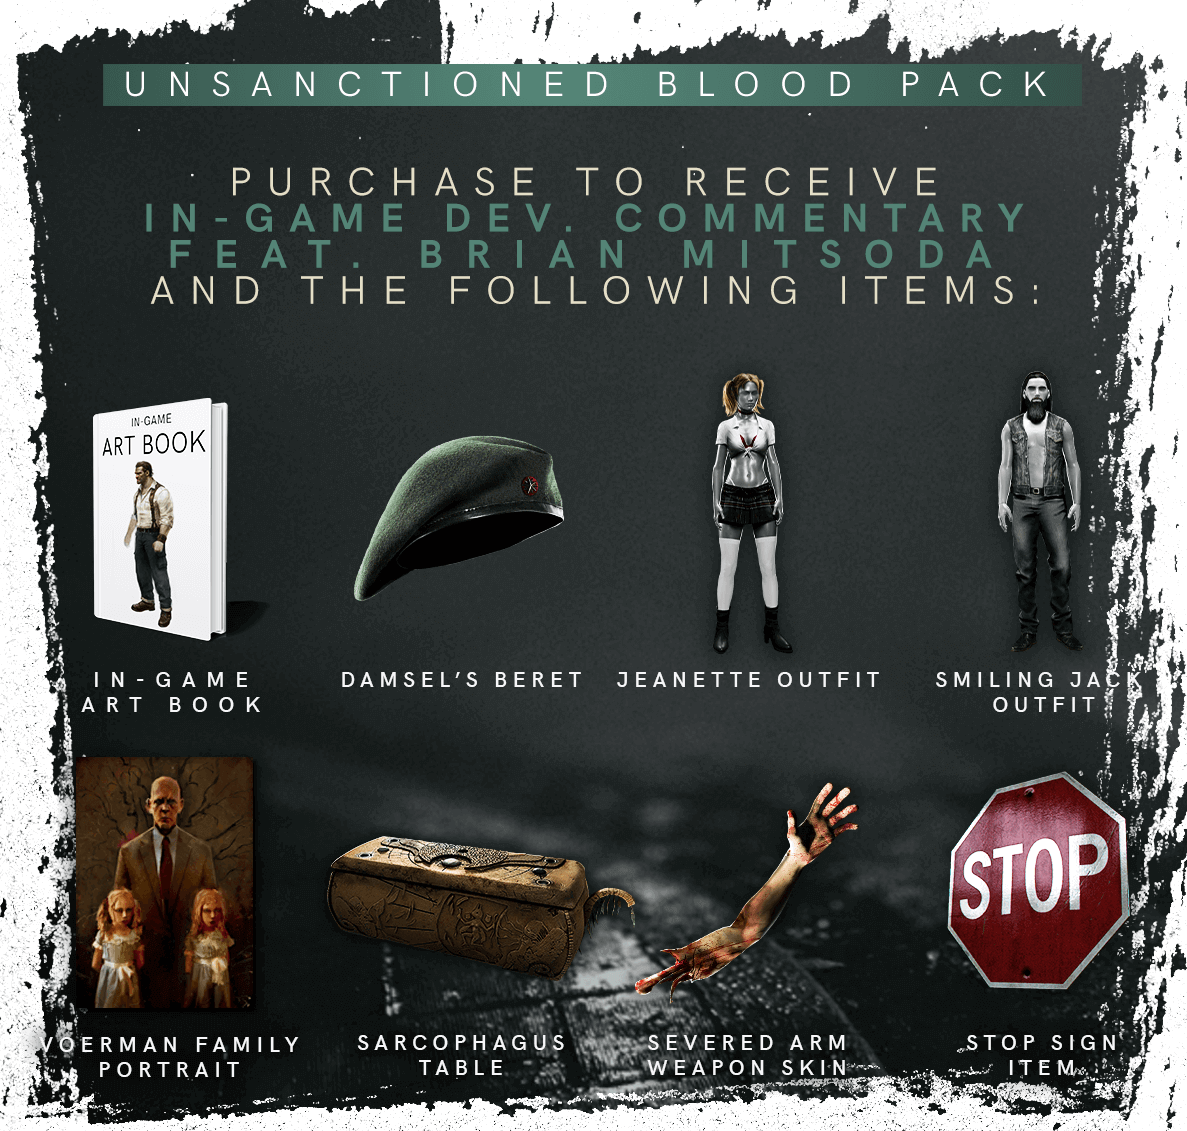 UNSANCTIONED BLOOD PACK
PURCHASE TO RECEIVE
IN-GAME DEV. COMMENTARY
FEAT. BRIAN MITSODA
AND THE FOLLOWING ITEMS:
IN-GAME
ART BOOK
IN-GAME
ART BOOK
DAMSEL'S BERET
JEANETTE OUTFIT
SMILING JACK
OUTFIT
STOP
VOERMAN FAMILY
PORTRAIT
SARCOPHAGUS
TABLE
SEVERED ARM
WEAPON SKIN
STOP SIGN
ITEM